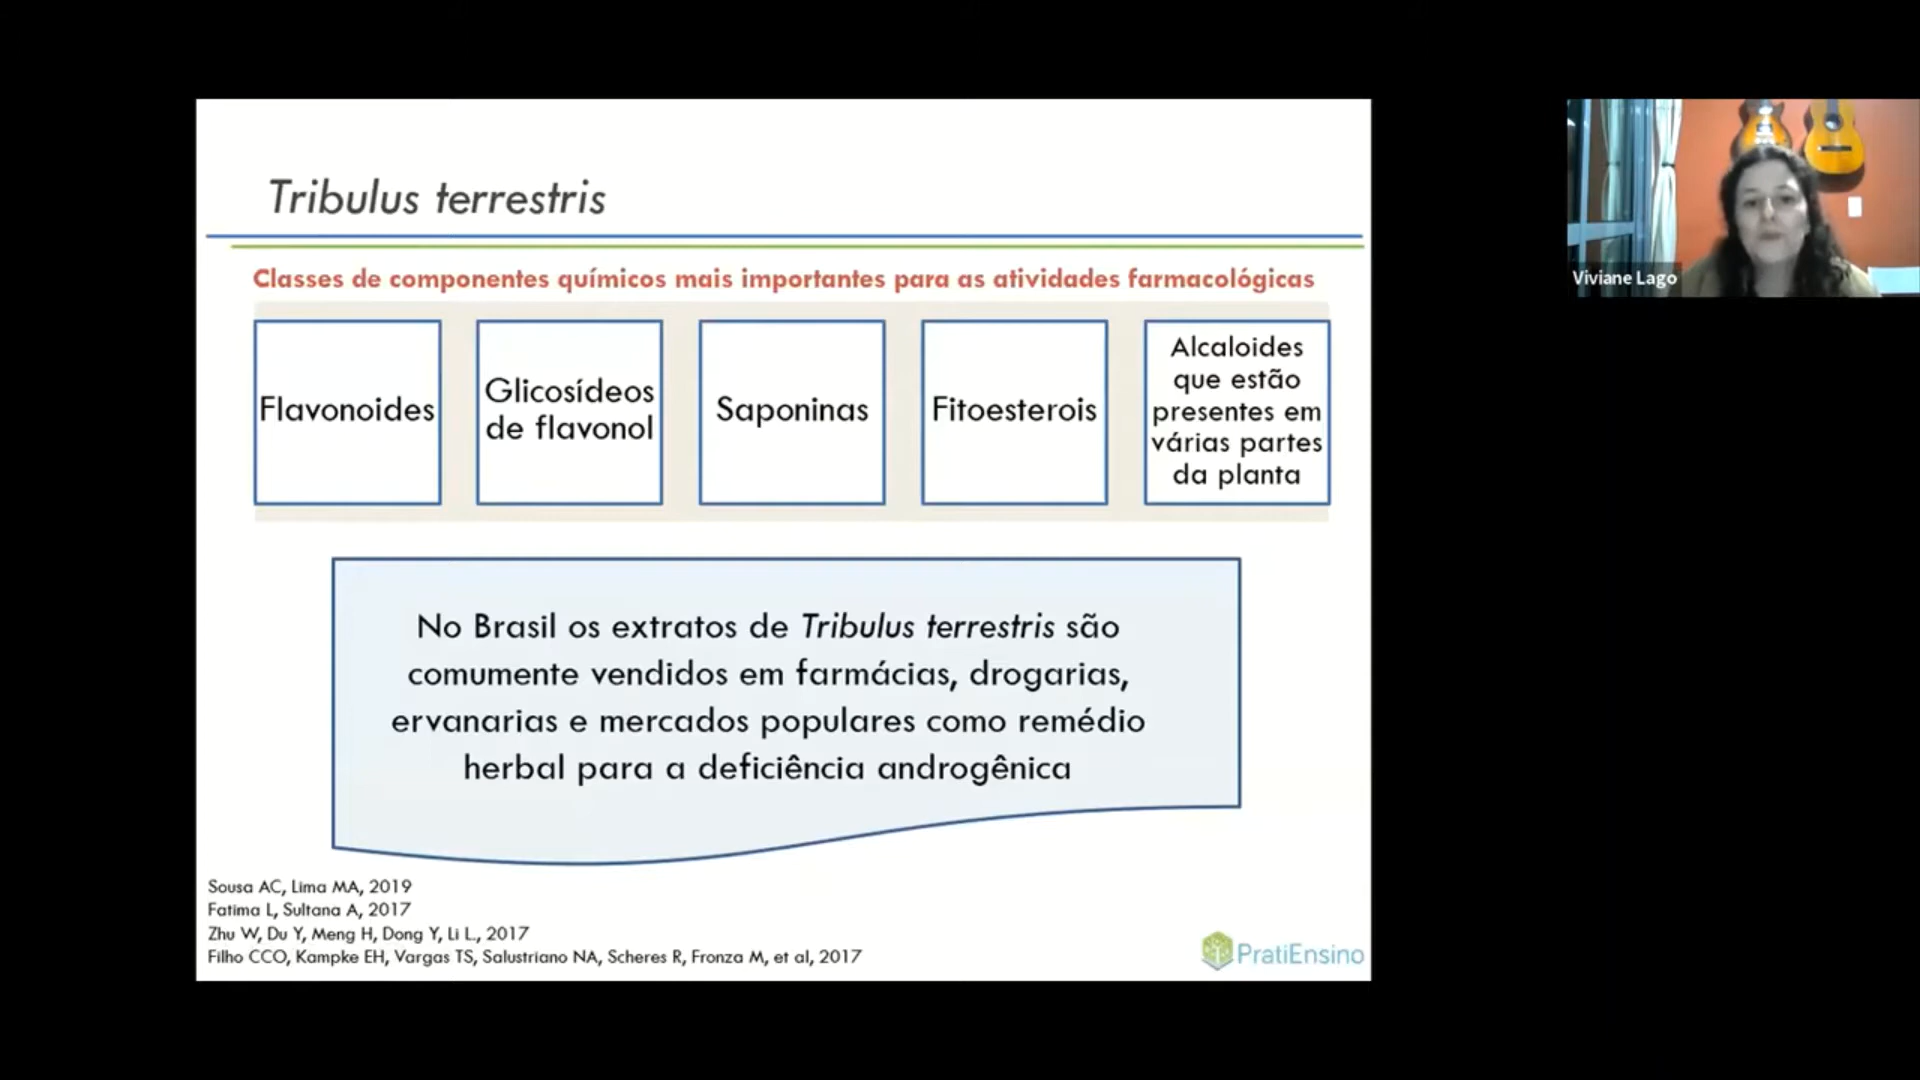 Tribulus terrestris
Classes de componentes químicos mais importantes para as atividades farmacológicas
Flavonoides
Glicosídeos
de flavonol
Saponinas
Fitoesterois
Alcaloides
que estão
presentes em
várias partes
da planta
No Brasil os extratos de Tribulus terrestris são
comumente vendidos em farmácias, drogarias,
ervanarias e mercados populares como remédio
herbal para a deficiência androgênica
Sousa AC, Lima MA, 2019
Fatima L, Sultana A, 2017
Zhu W, Du Y, Meng H, Dong Y, Li L., 2017
Filho CCO, Kampke EH, Vargas TS, Salustriano NA, Scheres R, Fronza M, et al, 2017
PratiEnsino
Viviane Lago